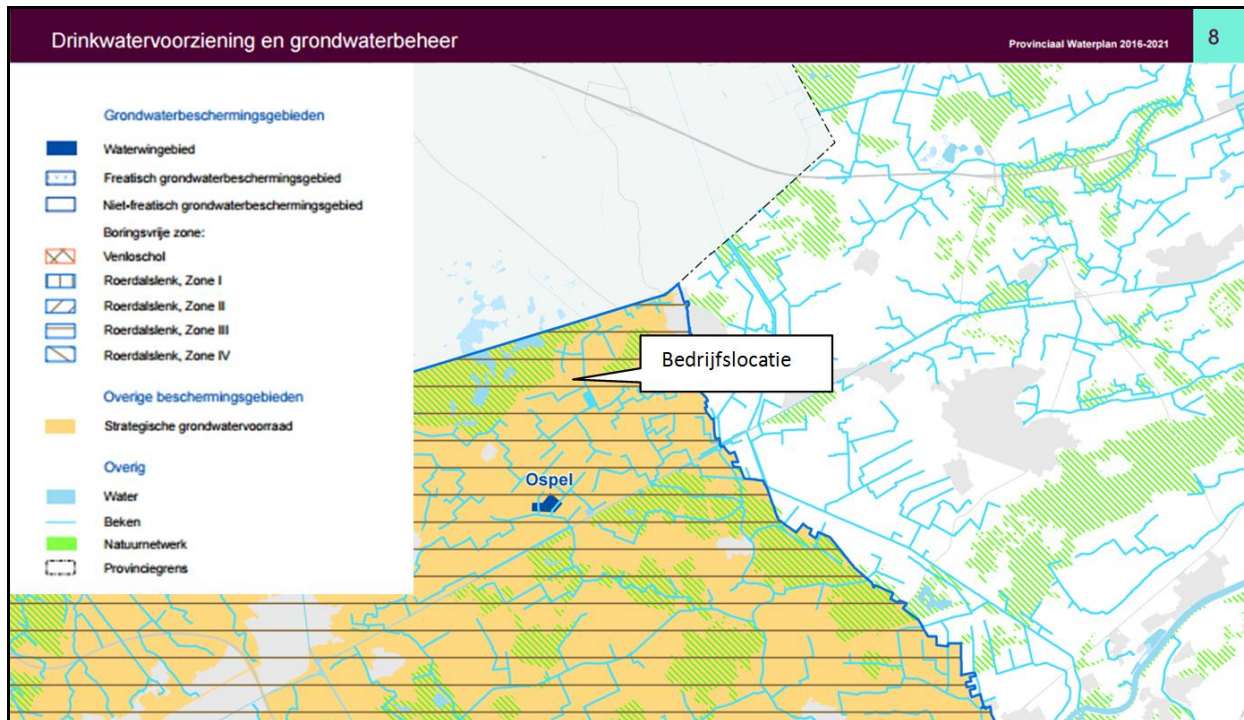 Drinkwatervoorziening en grondwaterbeheer
Provinciaal Waterplan 2016-2021
8
Grondwaterbeschermingsgebieden
Waterwingebied
Freatisch grondwaterbeschermingsgebied
Niet-freatisch grondwaterbeschermingsgebied
Boringsvrije zone:
Venloschol
Roerdalslenk, Zone I
Roerdalslenk, Zone II
Roerdalslenk, Zone III
Roerdalslenk, Zone IV
Overige beschermingsgebieden
Strategische grondwatervoorraad
Overig
Water
Beken
Natuurnetwerk
Provinciegrens
Bedrijfslocatie
Ospel